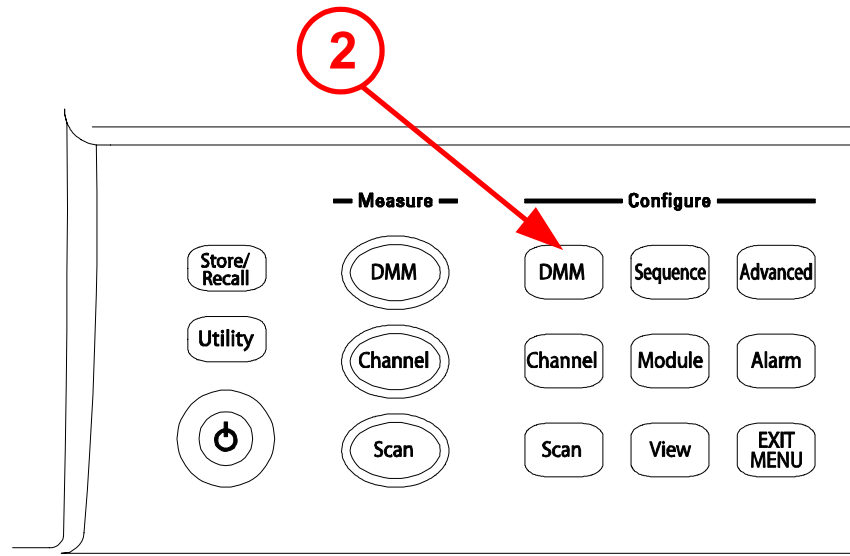 2
Measure
Configure
Store/
Recall
DMM
DMM
Sequence
Advanced
Utility
Channel
Channel
Module
Alarm
Scan
Scan
View
EXIT
MENU